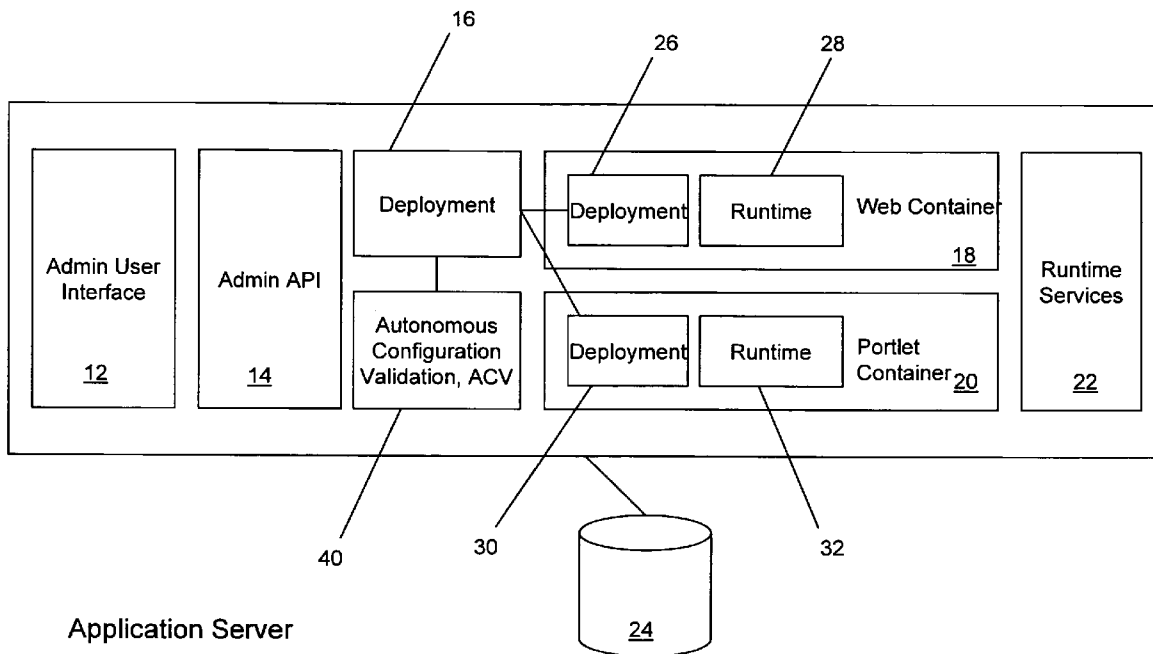 16
26
28
Admin User
Interface
12
Admin API
14
Deployment
Autonomous
Configuration
Validation, ACV
Deployment
Runtime
Web Container
18
Deployment
Runtime
Portlet
Container
20
Runtime
Services
22
40
30
32
24
Application Server